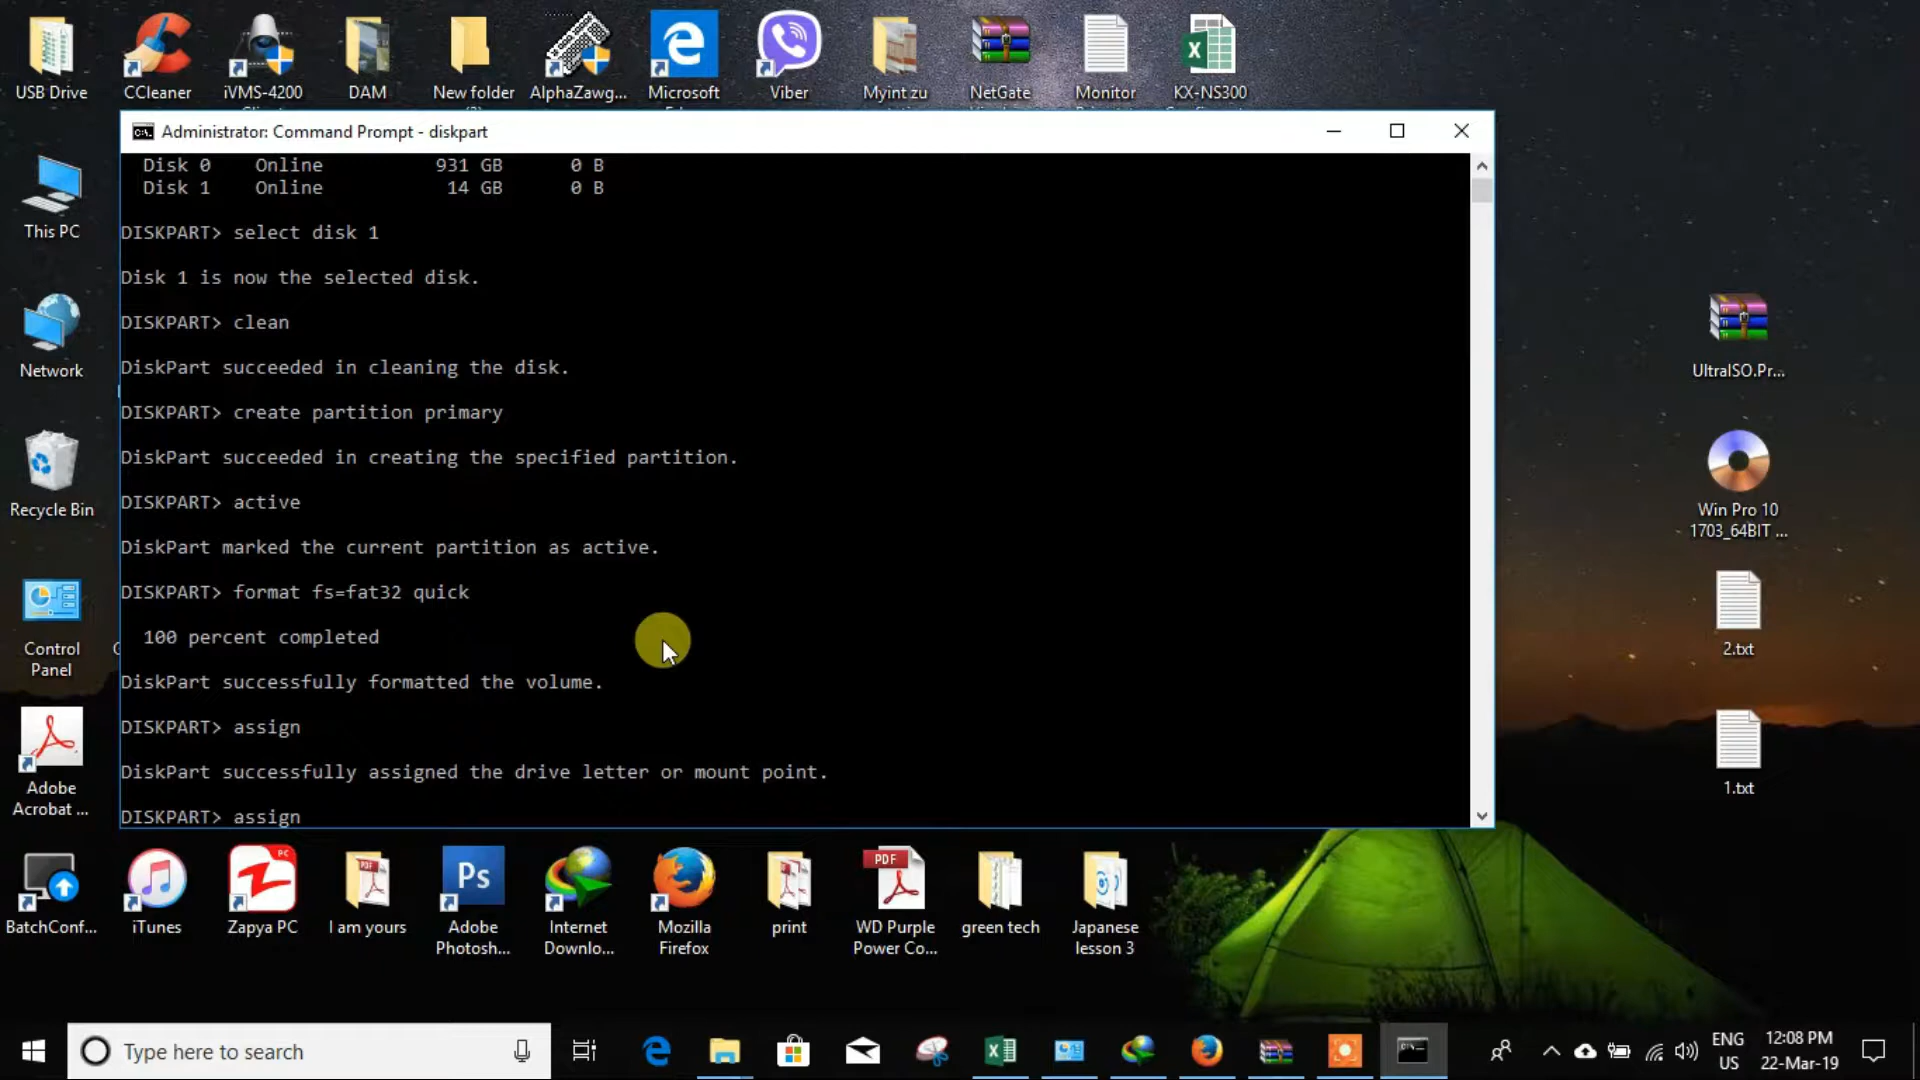 USB Drive
CCleaner
iVMS-4200
DAM
New folder
AlphaZawg...
Microsoft
Viber
Myint zu
NetGate
Monitor
KX-NS300
Administrator: Command Prompt - diskpart
Disk 0 Online 931 GB 0 B
Disk 1 Online 14 GB 0 B
DISKPART> select disk 1
Disk 1 is now the selected disk.
DISKPART> clean
DiskPart succeeded in cleaning the disk.
DISKPART> create partition primary
DiskPart succeeded in creating the specified partition.
DISKPART> active
DiskPart marked the current partition as active.
DISKPART> format fs=fat32 quick
100 percent completed
DiskPart successfully formatted the volume.
DISKPART> assign
DiskPart successfully assigned the drive letter or mount point.
DISKPART> assign
This PC
Network
Recycle Bin
Control
Panel
Adobe
Acrobat ...
UltraISO.Pr...
Win Pro 10
1703_64BIT ...
2.txt
1.txt
BatchConf...
iTunes
PC
Zapya PC
I am yours
Ps
Adobe
Photosh...
Internet
Downlo...
Mozilla
Firefox
print
PDF
WD Purple
Power Co...
green tech
Japanese
lesson 3
Type here to search
ENG
US
12:08 PM
22-Mar-19